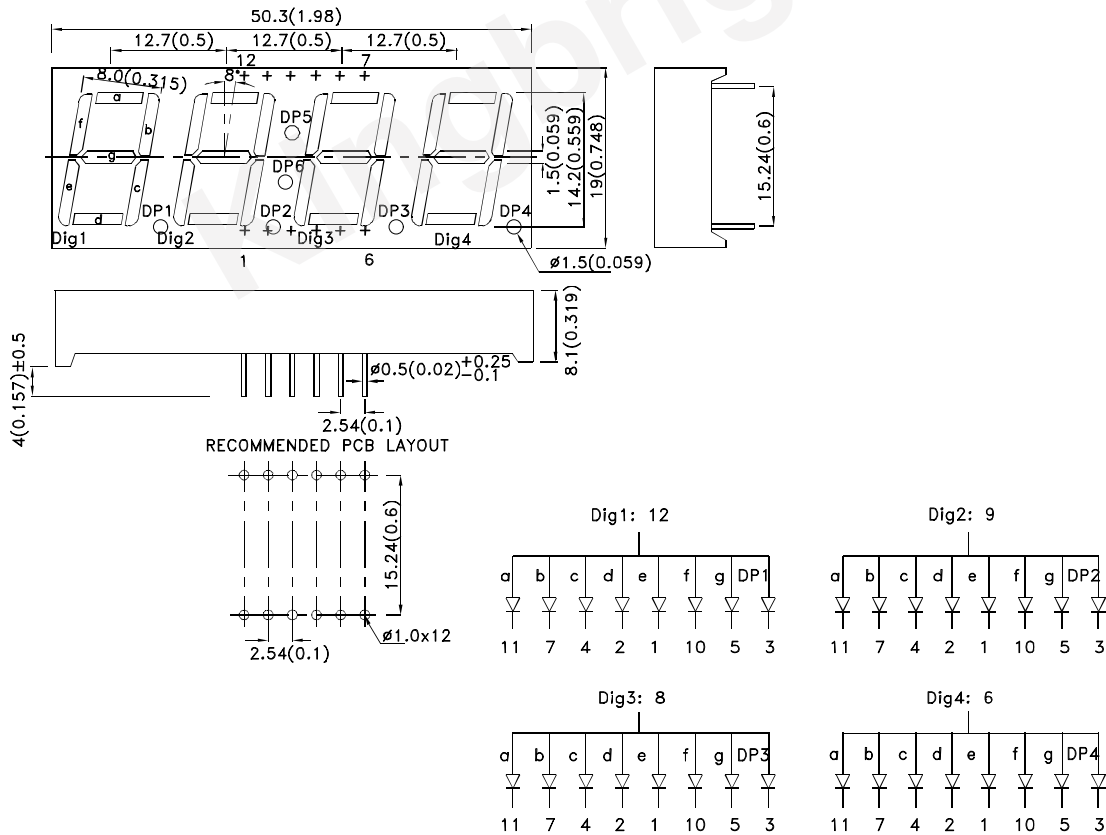 50.3(1.98)
12.7(0.5) 12.7(0.5) 12.7(0.5)
12 7
8.0(0.315) 8°
a
f b
DP5
g
DP6
e c
d
DP1 DP2 DP3 DP4
Dig1 Dig2 Dig3 Dig4
1 6
1.5(0.059)
14.2(0.559)
19(0.748)
ø1.5(0.059)
15.24(0.6)
Kingbrig
8.1(0.319)
4(0.157)±0.5
ø0.5(0.02)+0.25
-0.1
2.54(0.1)
RECOMMENDED PCB LAYOUT
15.24(0.6)
ø1.0x12
2.54(0.1)
Dig1: 12
a b c d e f g DP1
11 7 4 2 1 10 5 3
Dig2: 9
a b c d e f g DP2
11 7 4 2 1 10 5 3
Dig3: 8
a b c d e f g DP3
11 7 4 2 1 10 5 3
Dig4: 6
a b c d e f g DP4
11 7 4 2 1 10 5 3